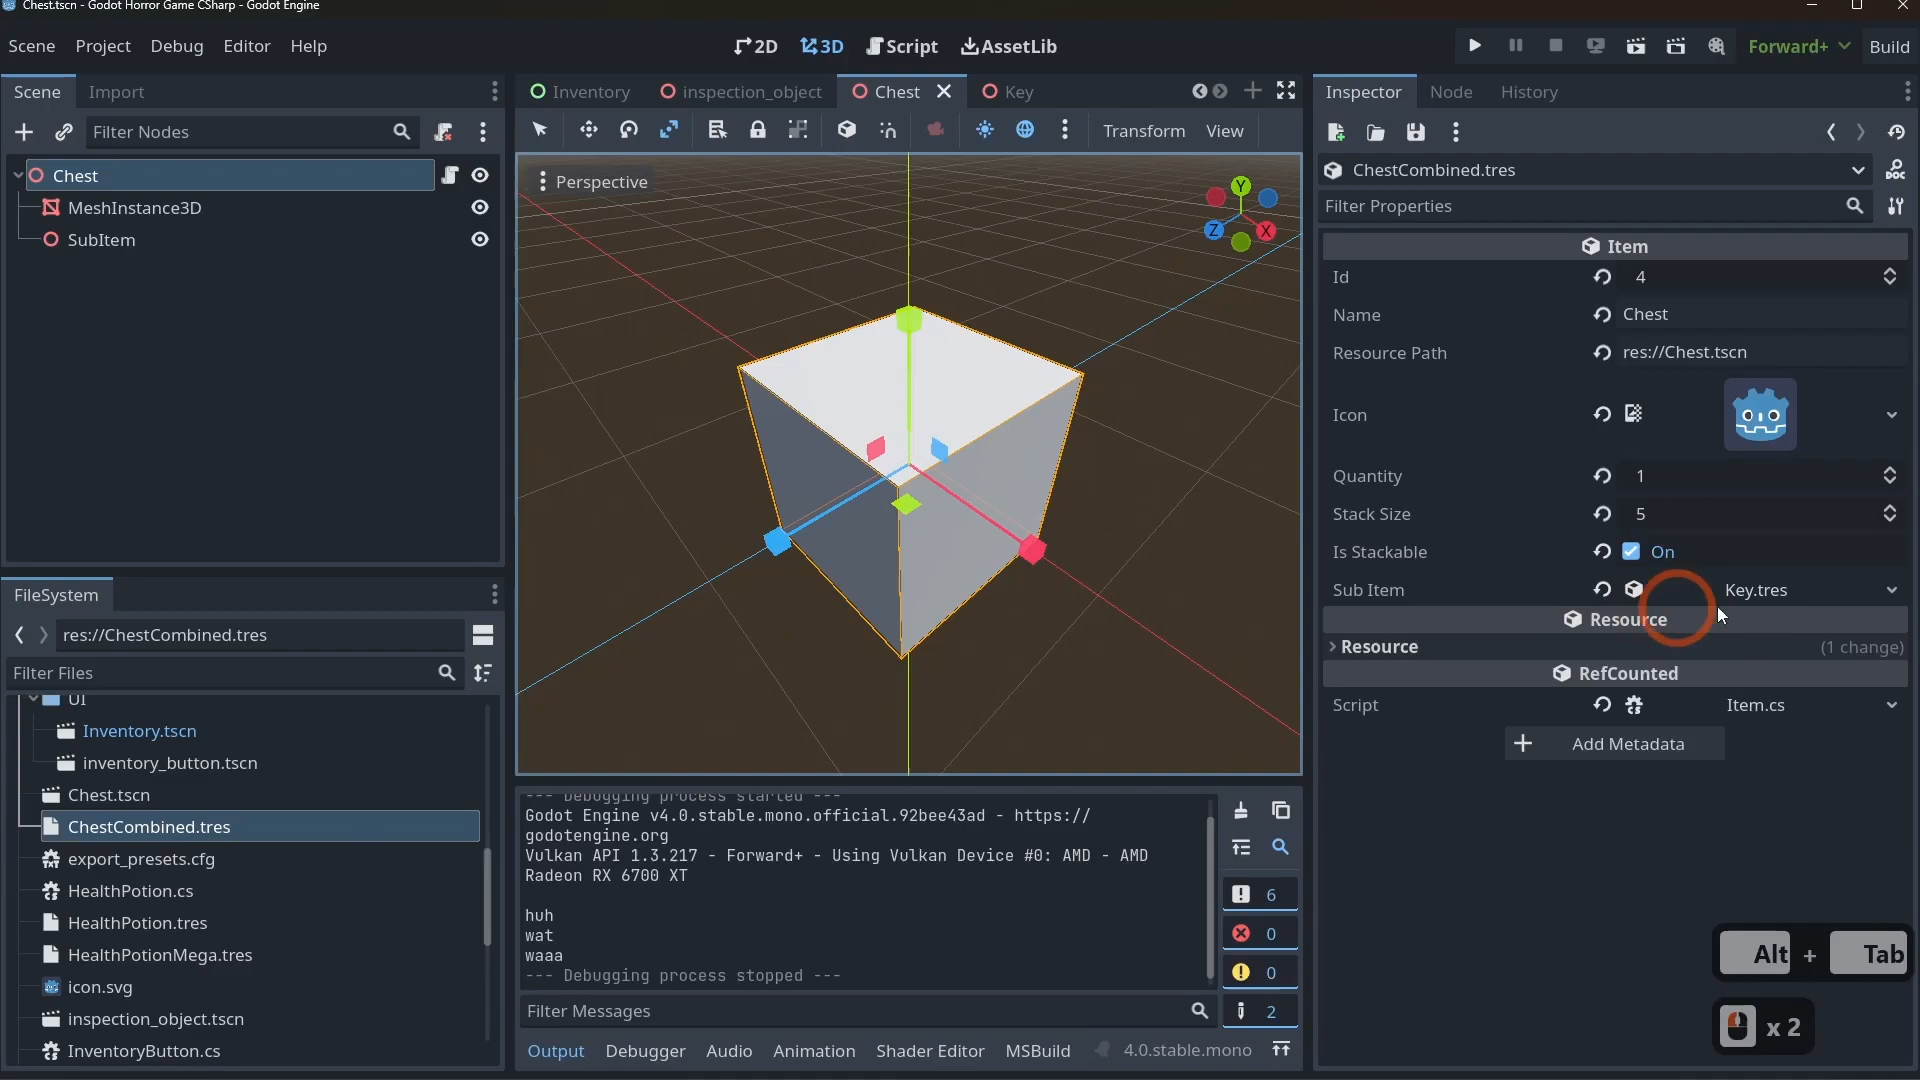 Chest.tscn - Godot Horror Game CSharp - Godot Engine
Scene Project Debug Editor Help
2D 3D Script AssetLib
Forward+ Build
Scene Import
Filter Nodes
Chest
MeshInstance3D
SubItem
FileSystem
res://ChestCombined.tres
Filter Files
UI
Inventory.tscn
inventory_button.tscn
Chest.tscn
ChestCombined.tres
export_presets.cfg
HealthPotion.cs
HealthPotion.tres
HealthPotionMega.tres
icon.svg
inspection_object.tscn
InventoryButton.cs
Inventory inspection_object Chest Key
Transform View
Perspective
Y
Z X
--- Debugging process started ---
Godot Engine v4.0.stable.mono.official.92bee43ad - https://
godotengine.org
Vulkan API 1.3.217 - Forward+ - Using Vulkan Device #0: AMD - AMD
Radeon RX 6700 XT
huh
wat
waaa
--- Debugging process stopped ---
6
0
0
2
Filter Messages
Output Debugger Audio Animation Shader Editor MSBuild 4.0.stable.mono
Inspector Node History
ChestCombined.tres
DOC
Filter Properties
Item
Id 4
Name Chest
Resource Path res://Chest.tscn
Icon
Quantity 1
Stack Size 5
Is Stackable On
Sub Item Key.tres
Resource
Resource (1 change)
RefCounted
Script Item.cs
Add Metadata
Alt + Tab
x 2